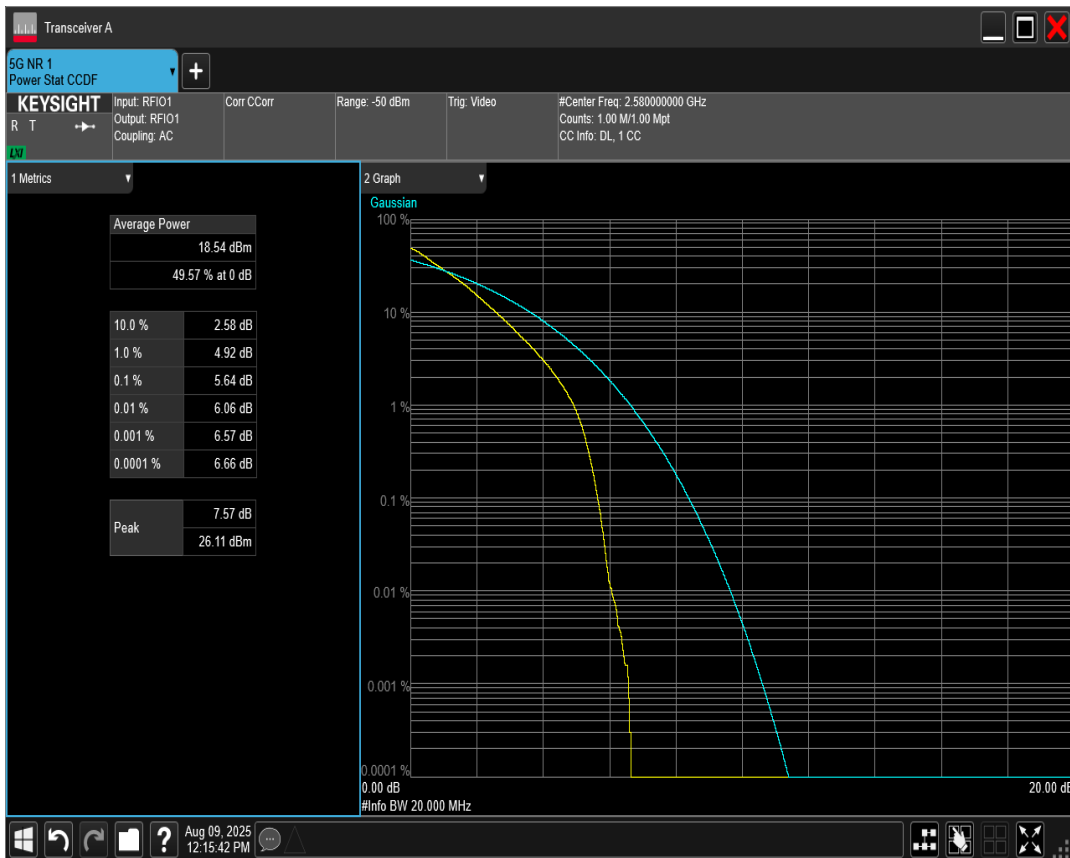 Transceiver A
5G NR 1
Power Stat CCDF
KEYSIGHT
R T
LXI
Input: RFIO1
Output: RFIO1
Coupling: AC
Corr CCorr
Range: -50 dBm
Trig: Video
#Center Freq: 2.580000000 GHz
Counts: 1.00 M/1.00 Mpt
CC Info: DL, 1 CC
1 Metrics
Average Power
18.54 dBm
49.57 % at 0 dB
10.0 % 2.58 dB
1.0 % 4.92 dB
0.1 % 5.64 dB
0.01 % 6.06 dB
0.001 % 6.57 dB
0.0001 % 6.66 dB
Peak
7.57 dB
26.11 dBm
2 Graph
Gaussian
100 %
10 %
1 %
0.1 %
0.01 %
0.001 %
0.0001 %
0.00 dB 20.00 dB
#Info BW 20.000 MHz
Aug 09, 2025
12:15:42 PM